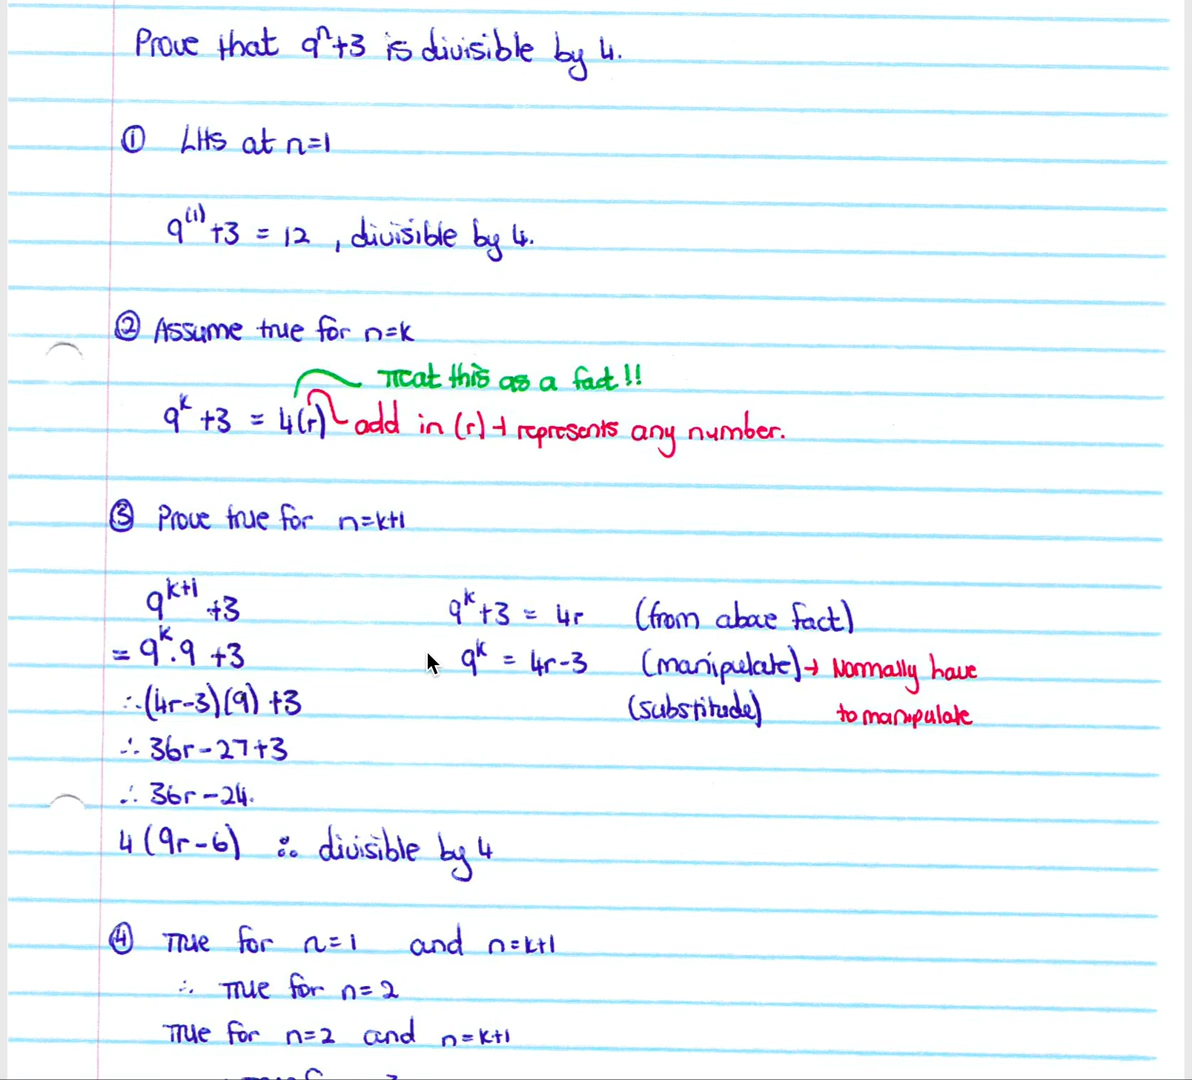 Prove that 9ⁿ+3 is divisible by 4.
① LHS at n=1
9⁽¹⁾+3 = 12 , divisible by 4.
② Assume true for n=k
Treat this as a fact!!
9ᵏ+3 = 4(r) add in (r) → represents any number.
③ Prove true for n=k+1
9ᵏ⁺¹ +3
9ᵏ+3 = 4r (from above fact)
= 9ᵏ.9 +3
9ᵏ = 4r-3 (manipulate) → Normally have
∴ (4r-3)(9) +3
(substitude) to manipulate
∴ 36r-27+3
∴ 36r-24.
4(9r-6) ∴ divisible by 4
④ True for n=1 and n=k+1
∴ True for n=2
True for n=2 and n=k+1